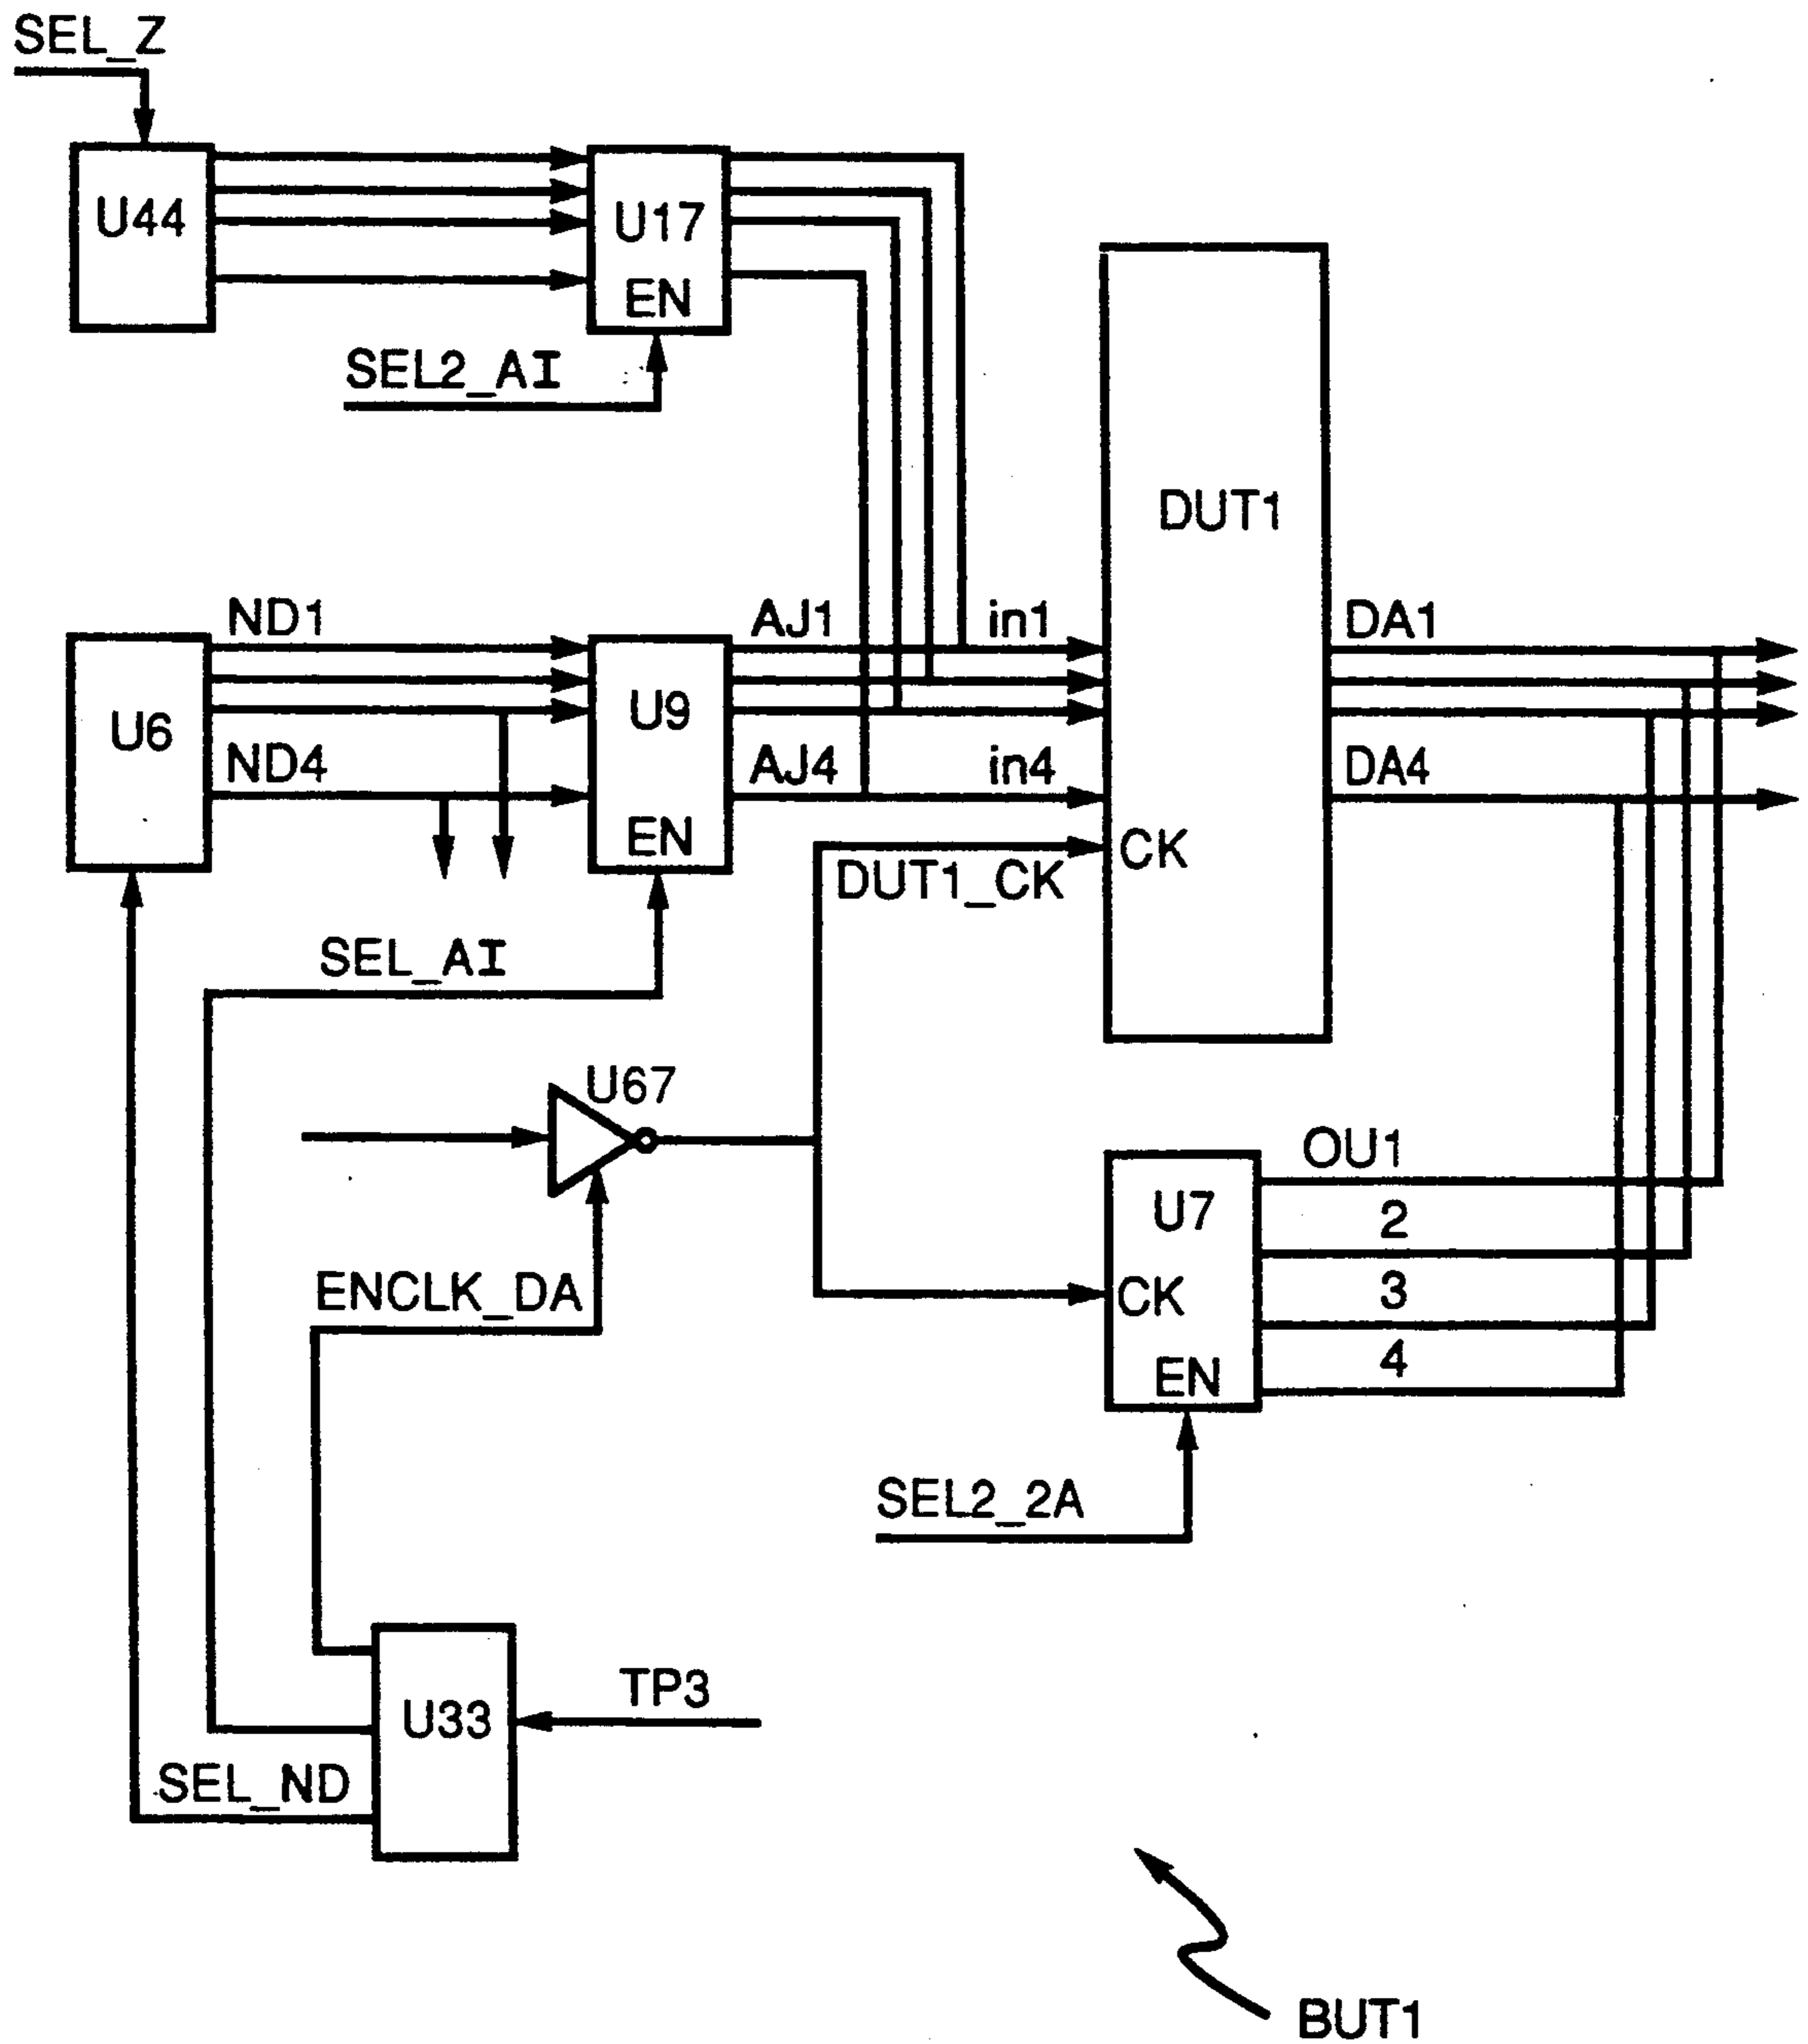 SEL_Z
U44
U17
EN
SEL2_AI
DUT1
ND1
AJ1
in1
DA1
U6
U9
ND4
AJ4
in4
DA4
EN
CK
DUT1_CK
SEL_AI
U67
OU1
U7
2
ENCLK_DA
CK
3
4
EN
SEL2_2A
TP3
U33
SEL_ND
BUT1